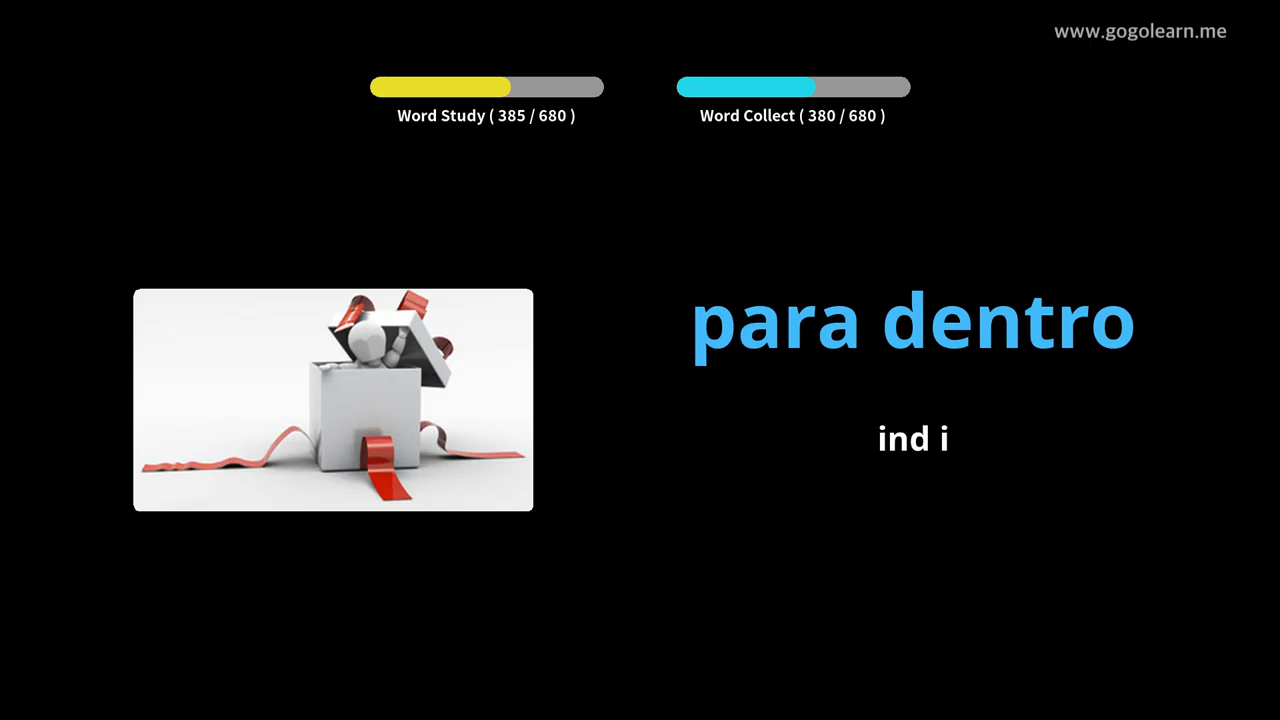 www.gogolearn.me
Word Study ( 385 / 680 )
Word Collect ( 380 / 680 )
para dentro
ind i